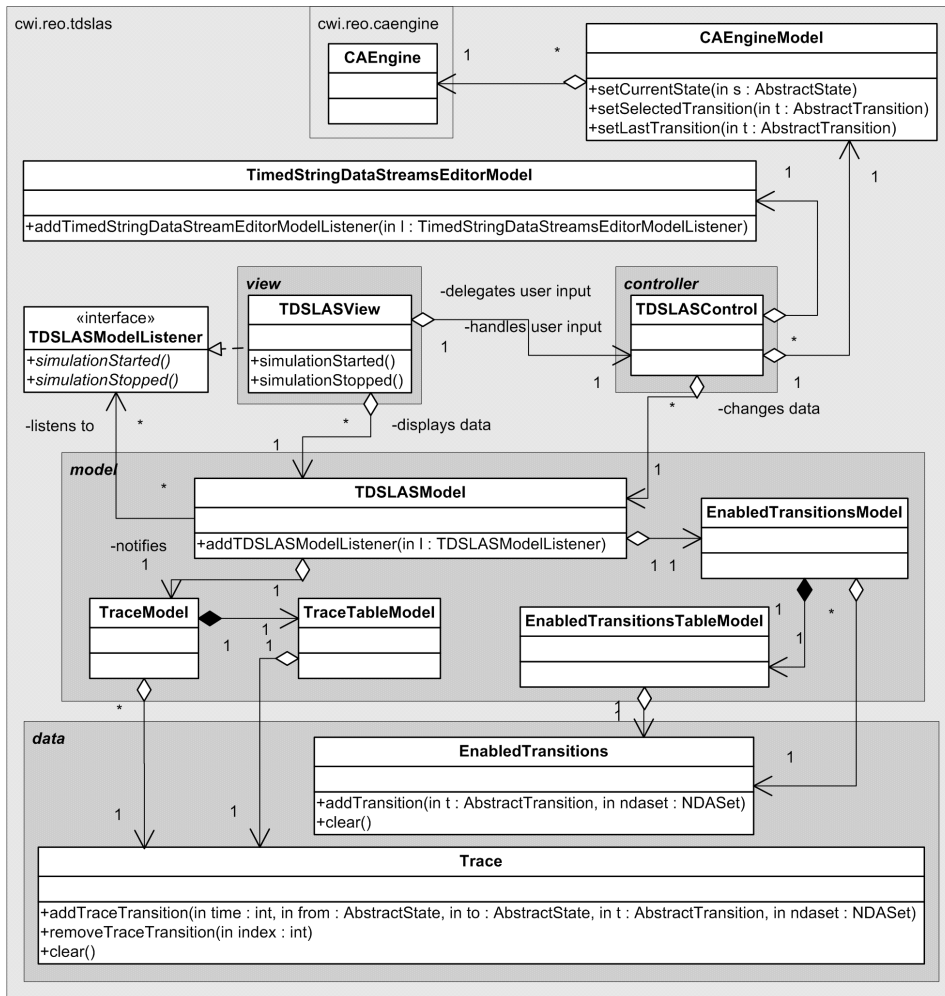 cwi.reo.tdslas
cwi.reo.caengine
CAEngine
1
*
CAEngineModel
+setCurrentState(in s : AbstractState)
+setSelectedTransition(in t : AbstractTransition)
+setLastTransition(in t : AbstractTransition)
TimedStringDataStreamsEditorModel
+addTimedStringDataStreamEditorModelListener(in l : TimedStringDataStreamsEditorModelListener)
1
1
«interface»
TDSLASModelListener
+simulationStarted()
+simulationStopped()
view
TDSLASView
+simulationStarted()
+simulationStopped()
-delegates user input
-handles user input
1
1
controller
TDSLASControl
*
1
-listens to
*
*
-displays data
1
*
-changes data
1
model
*
TDSLASModel
+addTDSLASModelListener(in l : TDSLASModelListener)
-notifies
1
1
1 1
EnabledTransitionsModel
TraceModel
1
1
TraceTableModel
1
EnabledTransitionsTableModel
1
1
*
*
1
1
data
EnabledTransitions
+addTransition(in t : AbstractTransition, in ndaset : NDASet)
+clear()
1
1
1
Trace
+addTraceTransition(in time : int, in from : AbstractState, in to : AbstractState, in t : AbstractTransition, in ndaset : NDASet)
+removeTraceTransition(in index : int)
+clear()